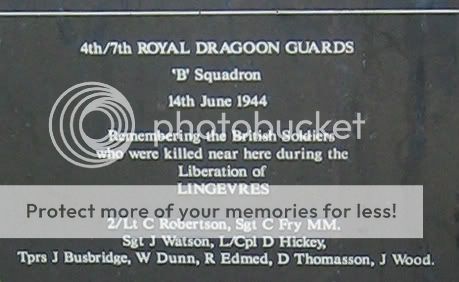 4th/7th ROYAL DRAGOON GUARDS
'B' Squadron
14th June 1944
photobucket
Remembering the British Soldiers
who were killed near here during the
Liberation of
LINGEVRES
Protect more of your memories for less!
2/Lt C Robertson, Sgt C Fry MM.
Sgt J Watson, L/Cpl D Hickey,
Tprs J Busbridge, W Dunn, R Edmed, D Thomasson, J Wood.